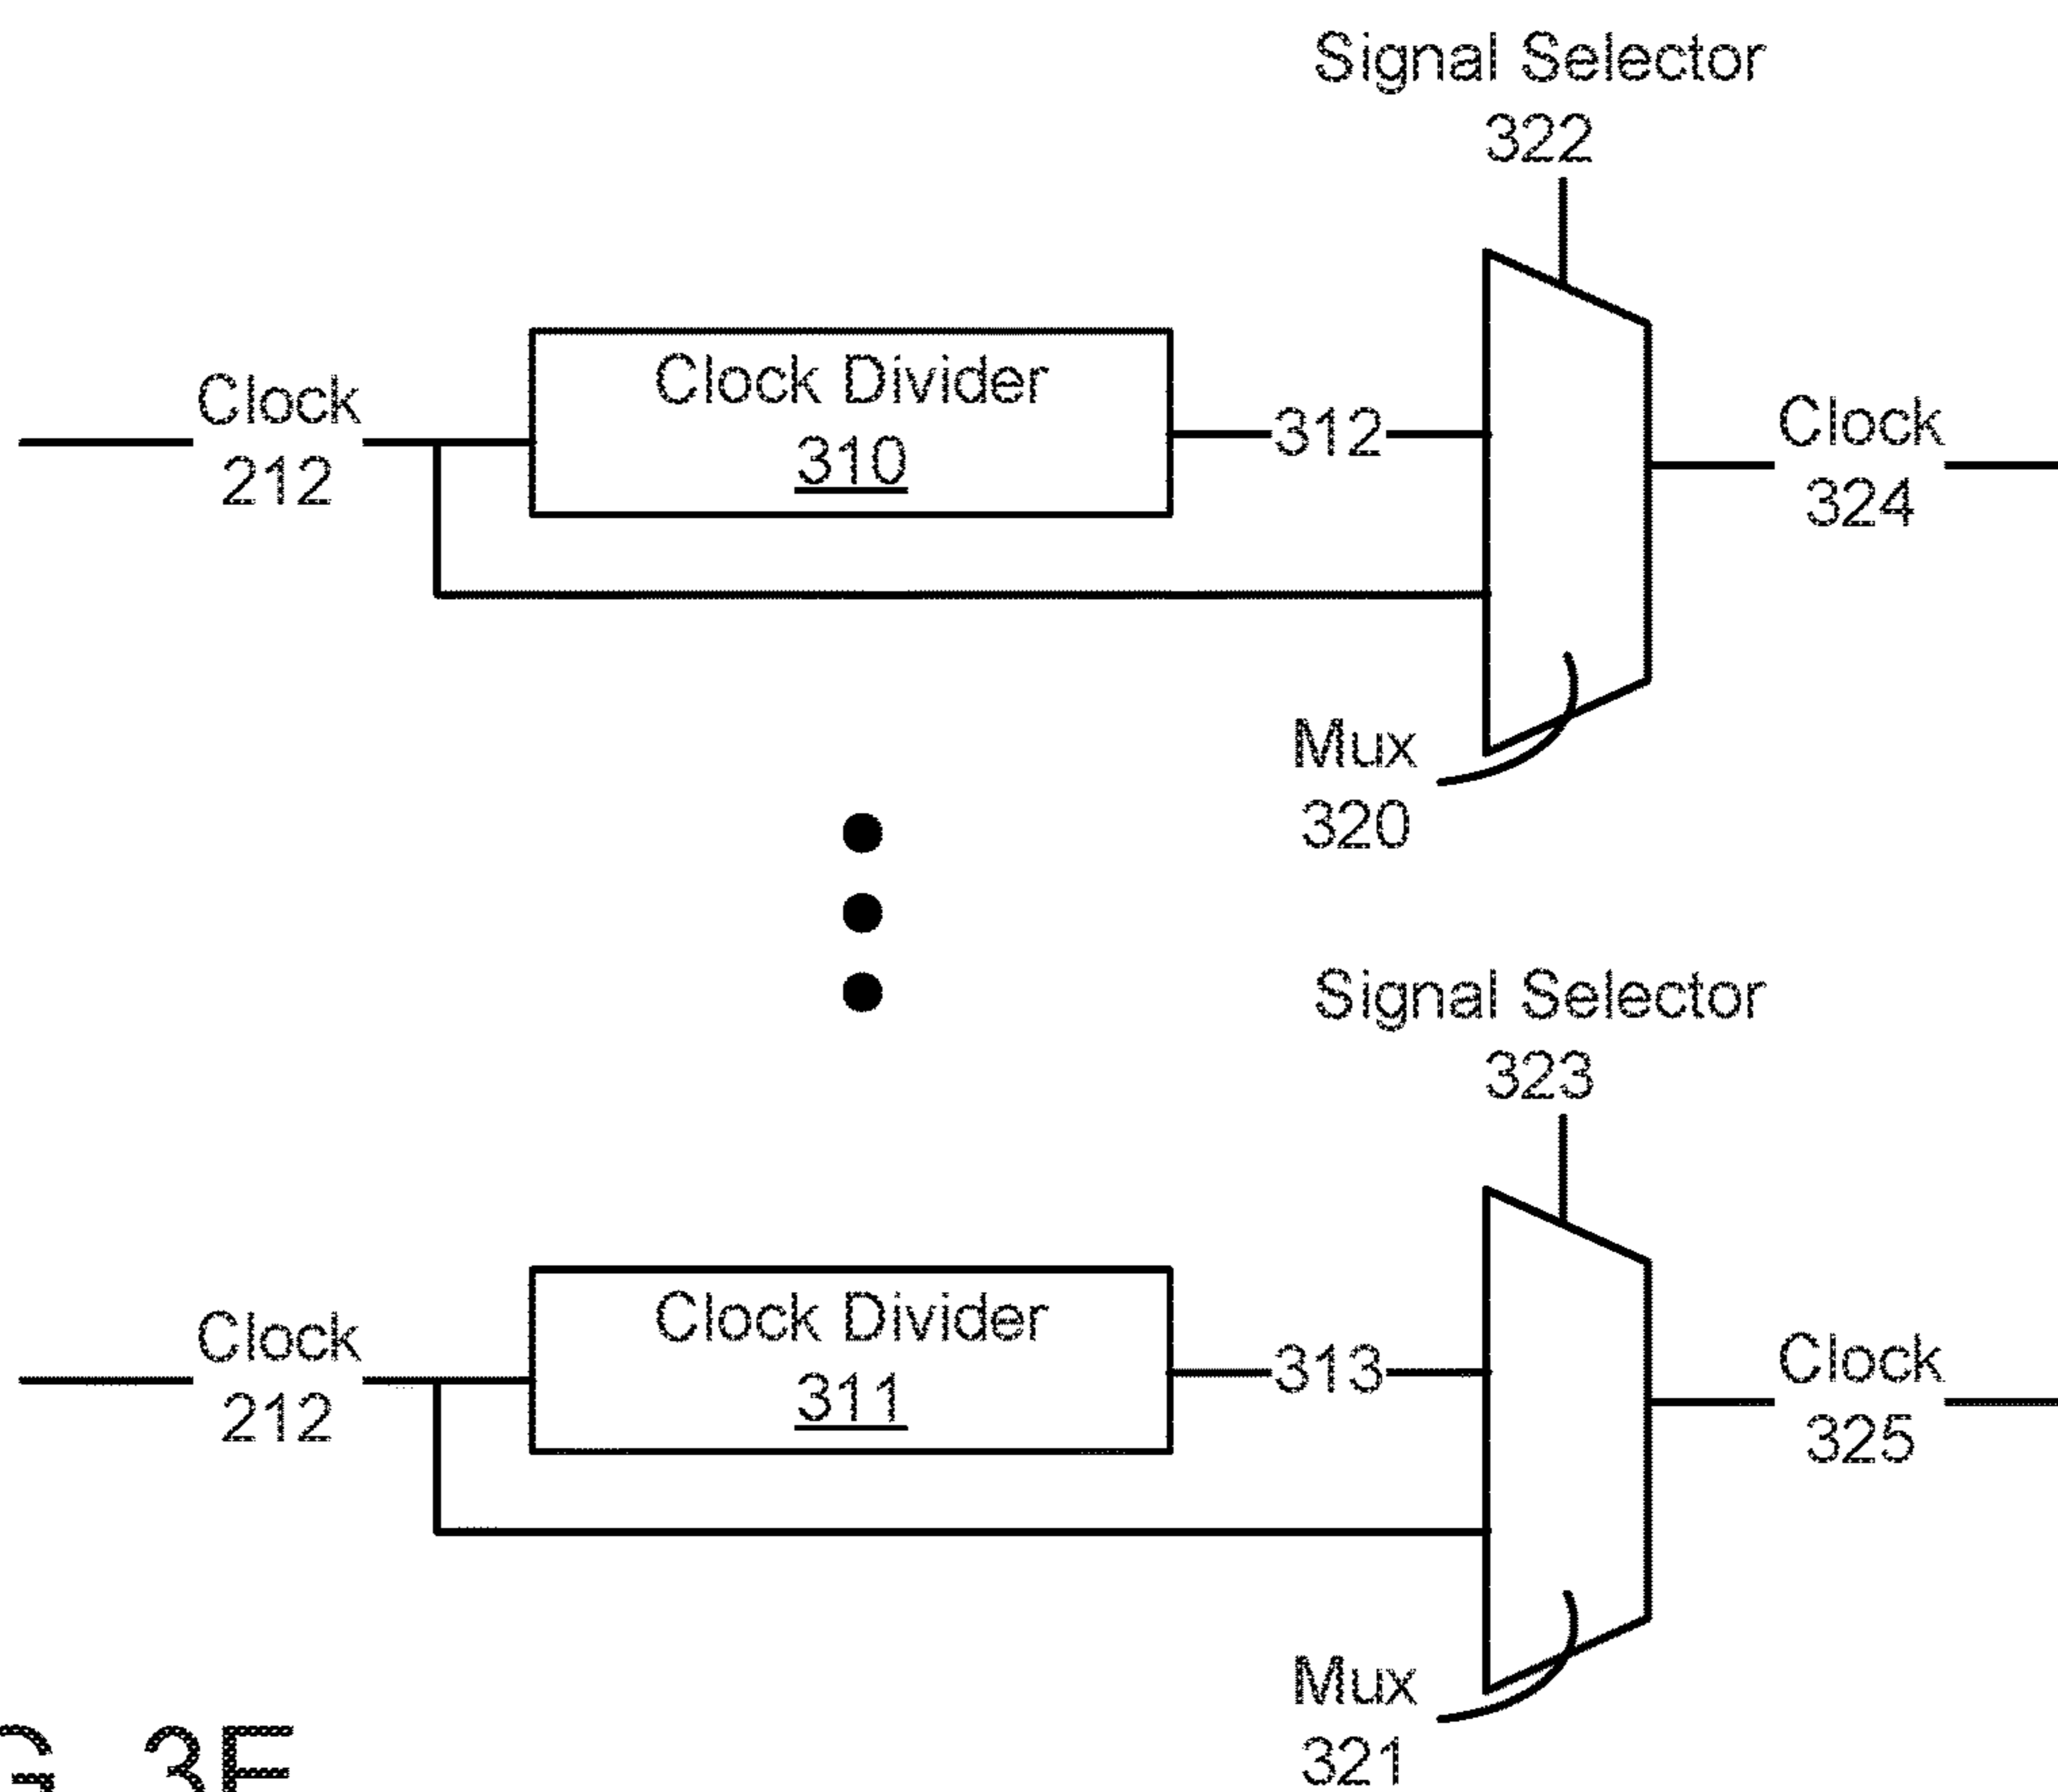 Signal Selector
322
Clock
212
Clock Divider
310
312
Clock
324
Mux
320
Signal Selector
323
Clock
212
Clock Divider
311
313
Clock
325
Mux
321